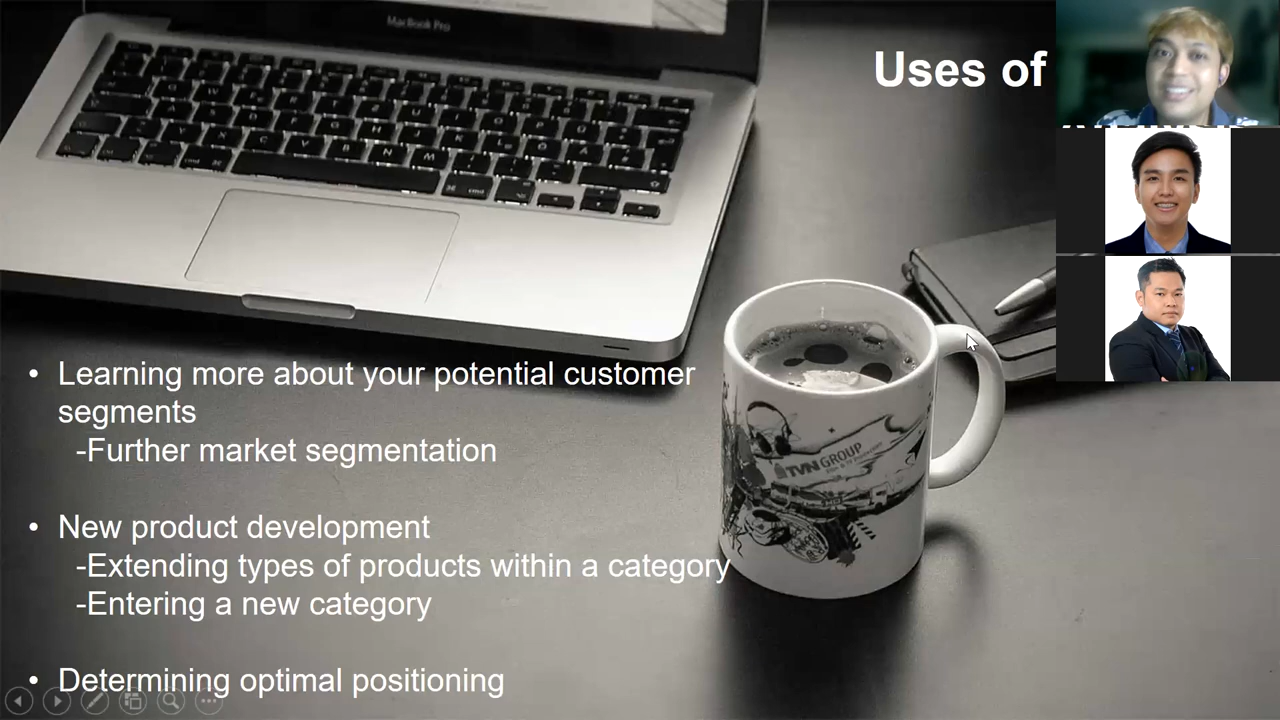 MacBook Pro
Uses of
• Learning more about your potential customer
segments
-Further market segmentation
TVN GROUP
• New product development
-Extending types of products within a category
-Entering a new category
• Determining optimal positioning